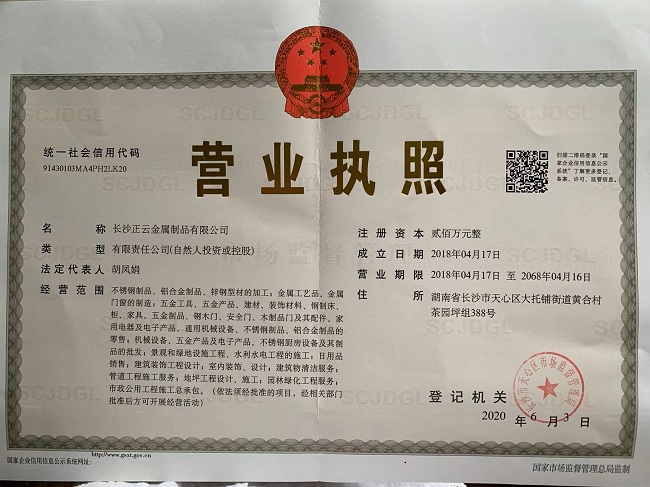 统一社会信用代码
91430103MA4PH2LK20
营业执照
扫描二维码登录“国
家企业信用信息公示
系统”了解更多登记、
备案、许可、监管信息。
名 称 长沙正云金属制品有限公司
类 型 有限责任公司(自然人投资或控股)
法定代表人 胡凤娟
经营范围 不锈钢制品、铝合金制品、锌钢型材的加工；金属工艺品、金属
门窗的制造；五金工具、五金产品、建材、装饰材料、钢制床、
柜、家具、五金制品、钢木门、安全门、木制品门及其配件、家
用电器及电子产品、通用机械设备、不锈钢制品、铝合金制品的
零售；机械设备、五金产品及电子产品、不锈钢厨房设备及其制
品的批发；景观和绿地设施工程、水利水电工程的施工；日用品
销售；建筑装饰工程设计；室内装饰、设计；建筑物清洁服务；
管道工程施工服务；地坪工程设计、施工；园林绿化工程服务；
市政公用工程施工总承包。（依法须经批准的项目，经相关部门
批准后方可开展经营活动）
注册资本 贰佰万元整
成立日期 2018年04月17日
营业期限 2018年04月17日 至 2068年04月16日
住 所 湖南省长沙市天心区大托铺街道黄合村
茶园坪组388号
登记机关
长沙市天心区市场监督管理局
2020 年 6 月 3 日
国家企业信用信息公示系统网址:
http://www.gsxt.gov.cn
国家市场监督管理总局监制
SCJDGL